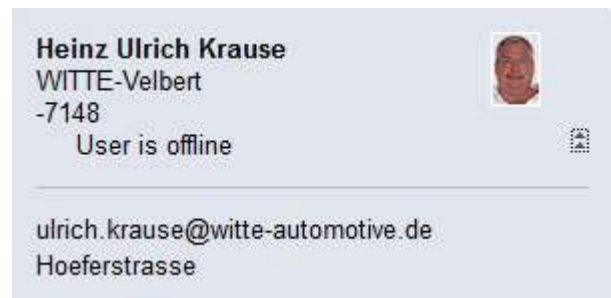 Heinz Ulrich Krause
WITTE-Velbert
-7148
User is offline
ulrich.krause@witte-automotive.de
Hoeferstrasse